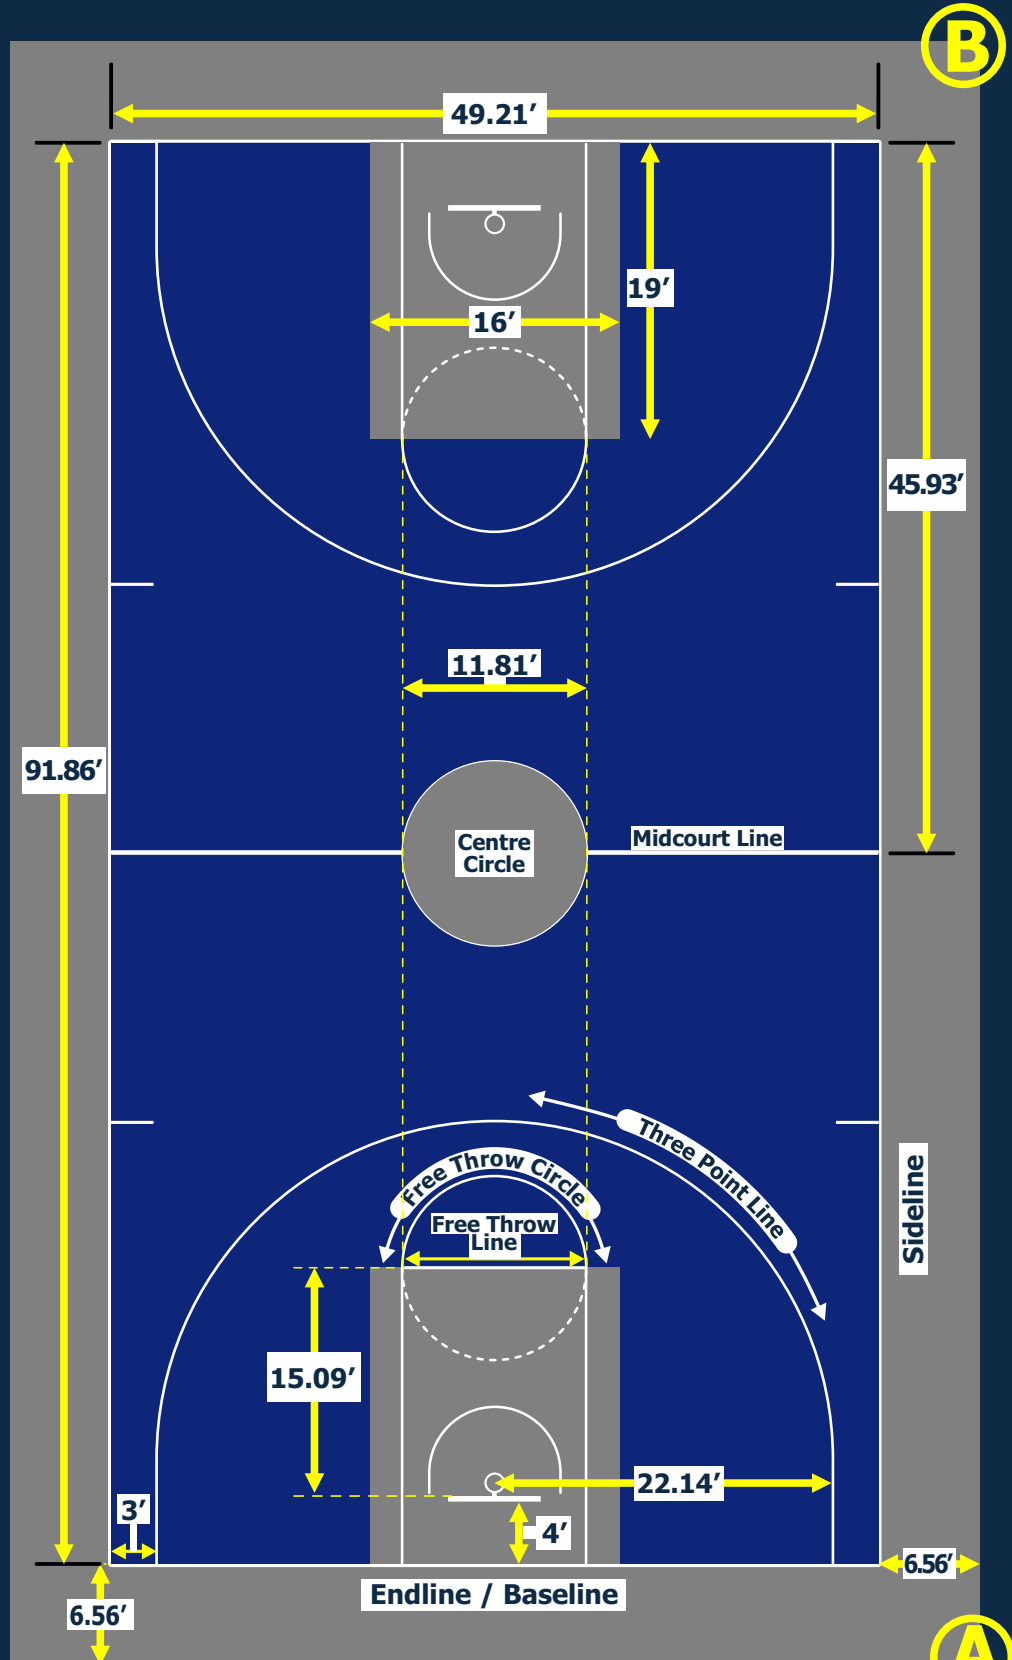 B
49.21’
19’
16’
45.93’
11.81’
91.86’
Centre
Circle
Midcourt Line
Three Point Line
Free Throw Circle
Sideline
Free Throw
Line
15.09’
22.14’
3’
4’
6.56’
Endline / Baseline
6.56’
A